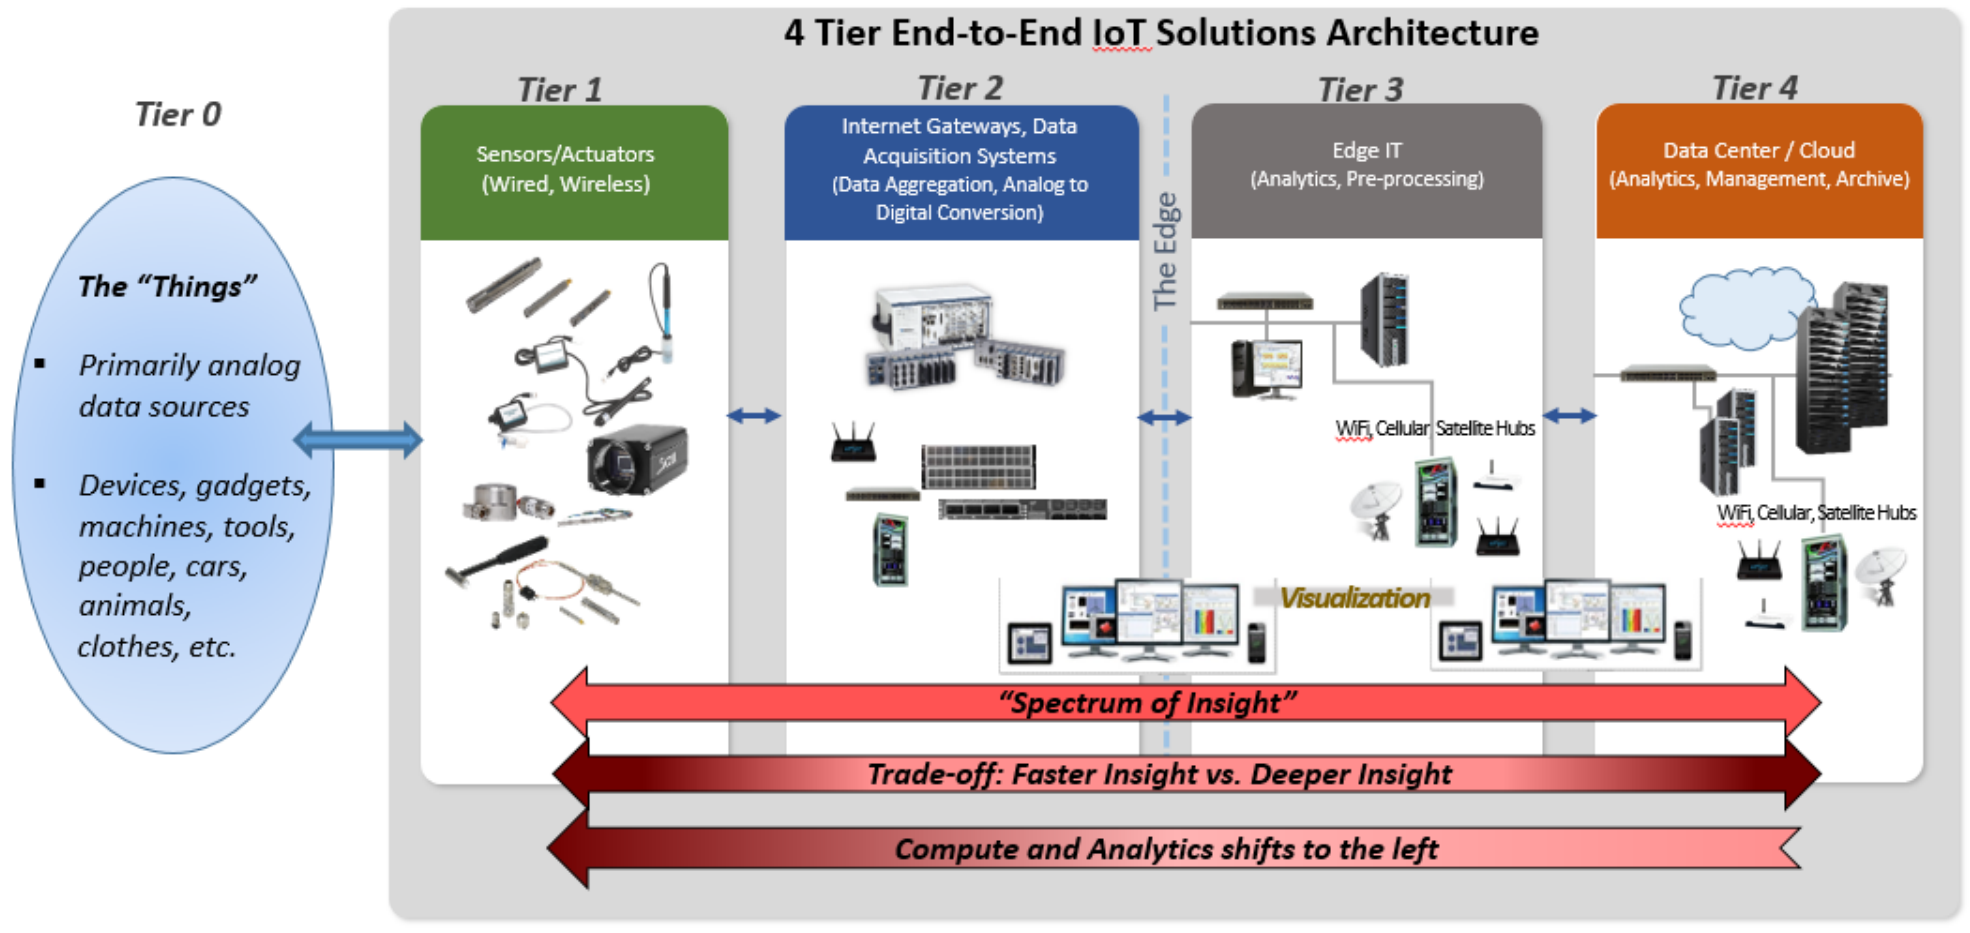 4 Tier End-to-End IoT Solutions Architecture
Tier 0
Tier 1
Tier 2
Tier 3
Tier 4
The “Things”
▪ Primarily analog
data sources
▪ Devices, gadgets,
machines, tools,
people, cars,
animals,
clothes, etc.
Sensors/Actuators
(Wired, Wireless)
Internet Gateways, Data
Acquisition Systems
(Data Aggregation, Analog to
Digital Conversion)
The Edge
Edge IT
(Analytics, Pre-processing)
Data Center / Cloud
(Analytics, Management, Archive)
WiFi, Cellular, Satellite Hubs
WiFi, Cellular, Satellite Hubs
Visualization
“Spectrum of Insight”
Trade-off: Faster Insight vs. Deeper Insight
Compute and Analytics shifts to the left